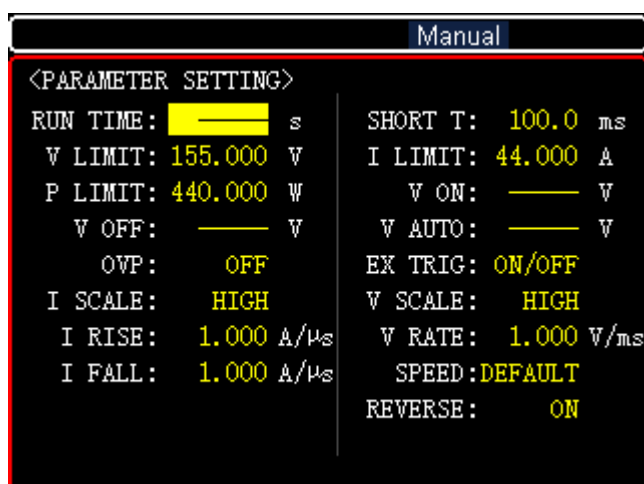 Manual
<PARAMETER SETTING>
RUN TIME: ——— s
V LIMIT: 155.000 V
P LIMIT: 440.000 W
V OFF: ——— V
OVP: OFF
I SCALE: HIGH
I RISE: 1.000 A/μs
I FALL: 1.000 A/μs
SHORT T: 100.0 ms
I LIMIT: 44.000 A
V ON: ——— V
V AUTO: ——— V
EX TRIG: ON/OFF
V SCALE: HIGH
V RATE: 1.000 V/ms
SPEED:DEFAULT
REVERSE: ON